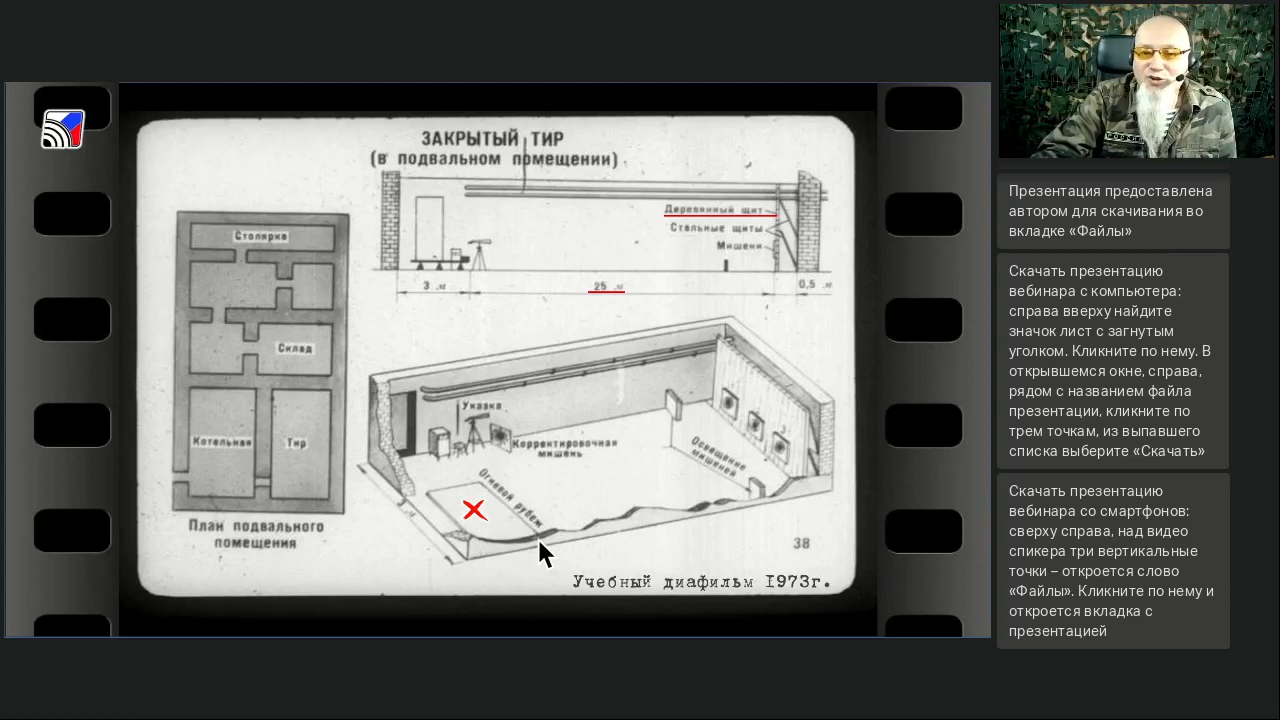 ЗАКРЫТЫЙ ТИР
(в подвальном помещении)
Деревянный щит
Стальные щиты
Мишени
3 м
25 м
0,5 м
Столярка
Склад
Котельная
Тир
План подвального
помещения
Указка
Корректировочная
мишень
Освещение
мишеней
Огневой рубеж
3 м
38
Учебный диафильм 1973г.
Презентация предоставлена
автором для скачивания во
вкладке «Файлы»
Скачать презентацию
вебинара с компьютера:
справа вверху найдите
значок лист с загнутым
уголком. Кликните по нему. В
открывшемся окне, справа,
рядом с названием файла
презентации, кликните по
трем точкам, из выпавшего
списка выберите «Скачать»
Скачать презентацию
вебинара со смартфонов:
сверху справа, над видео
спикера три вертикальные
точки – откроется слово
«Файлы». Кликните по нему и
откроется вкладка с
презентацией